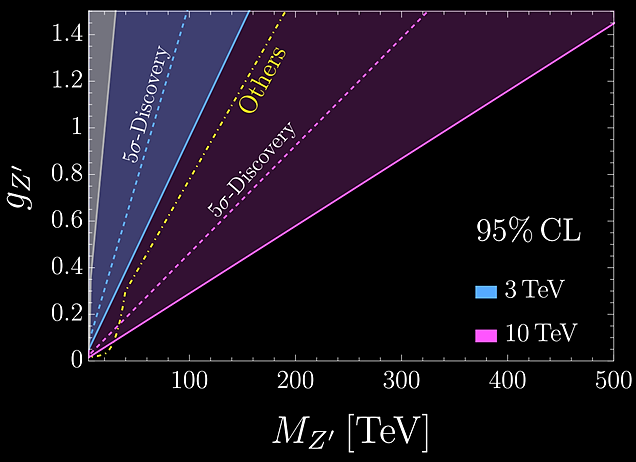 1.4
1.2
1
0.8
0.6
0.4
0.2
0
g_{Z'}
5σ-Discovery
Others
5σ-Discovery
95% CL
3 TeV
10 TeV
100 200 300 400 500
M_{Z'} [TeV]